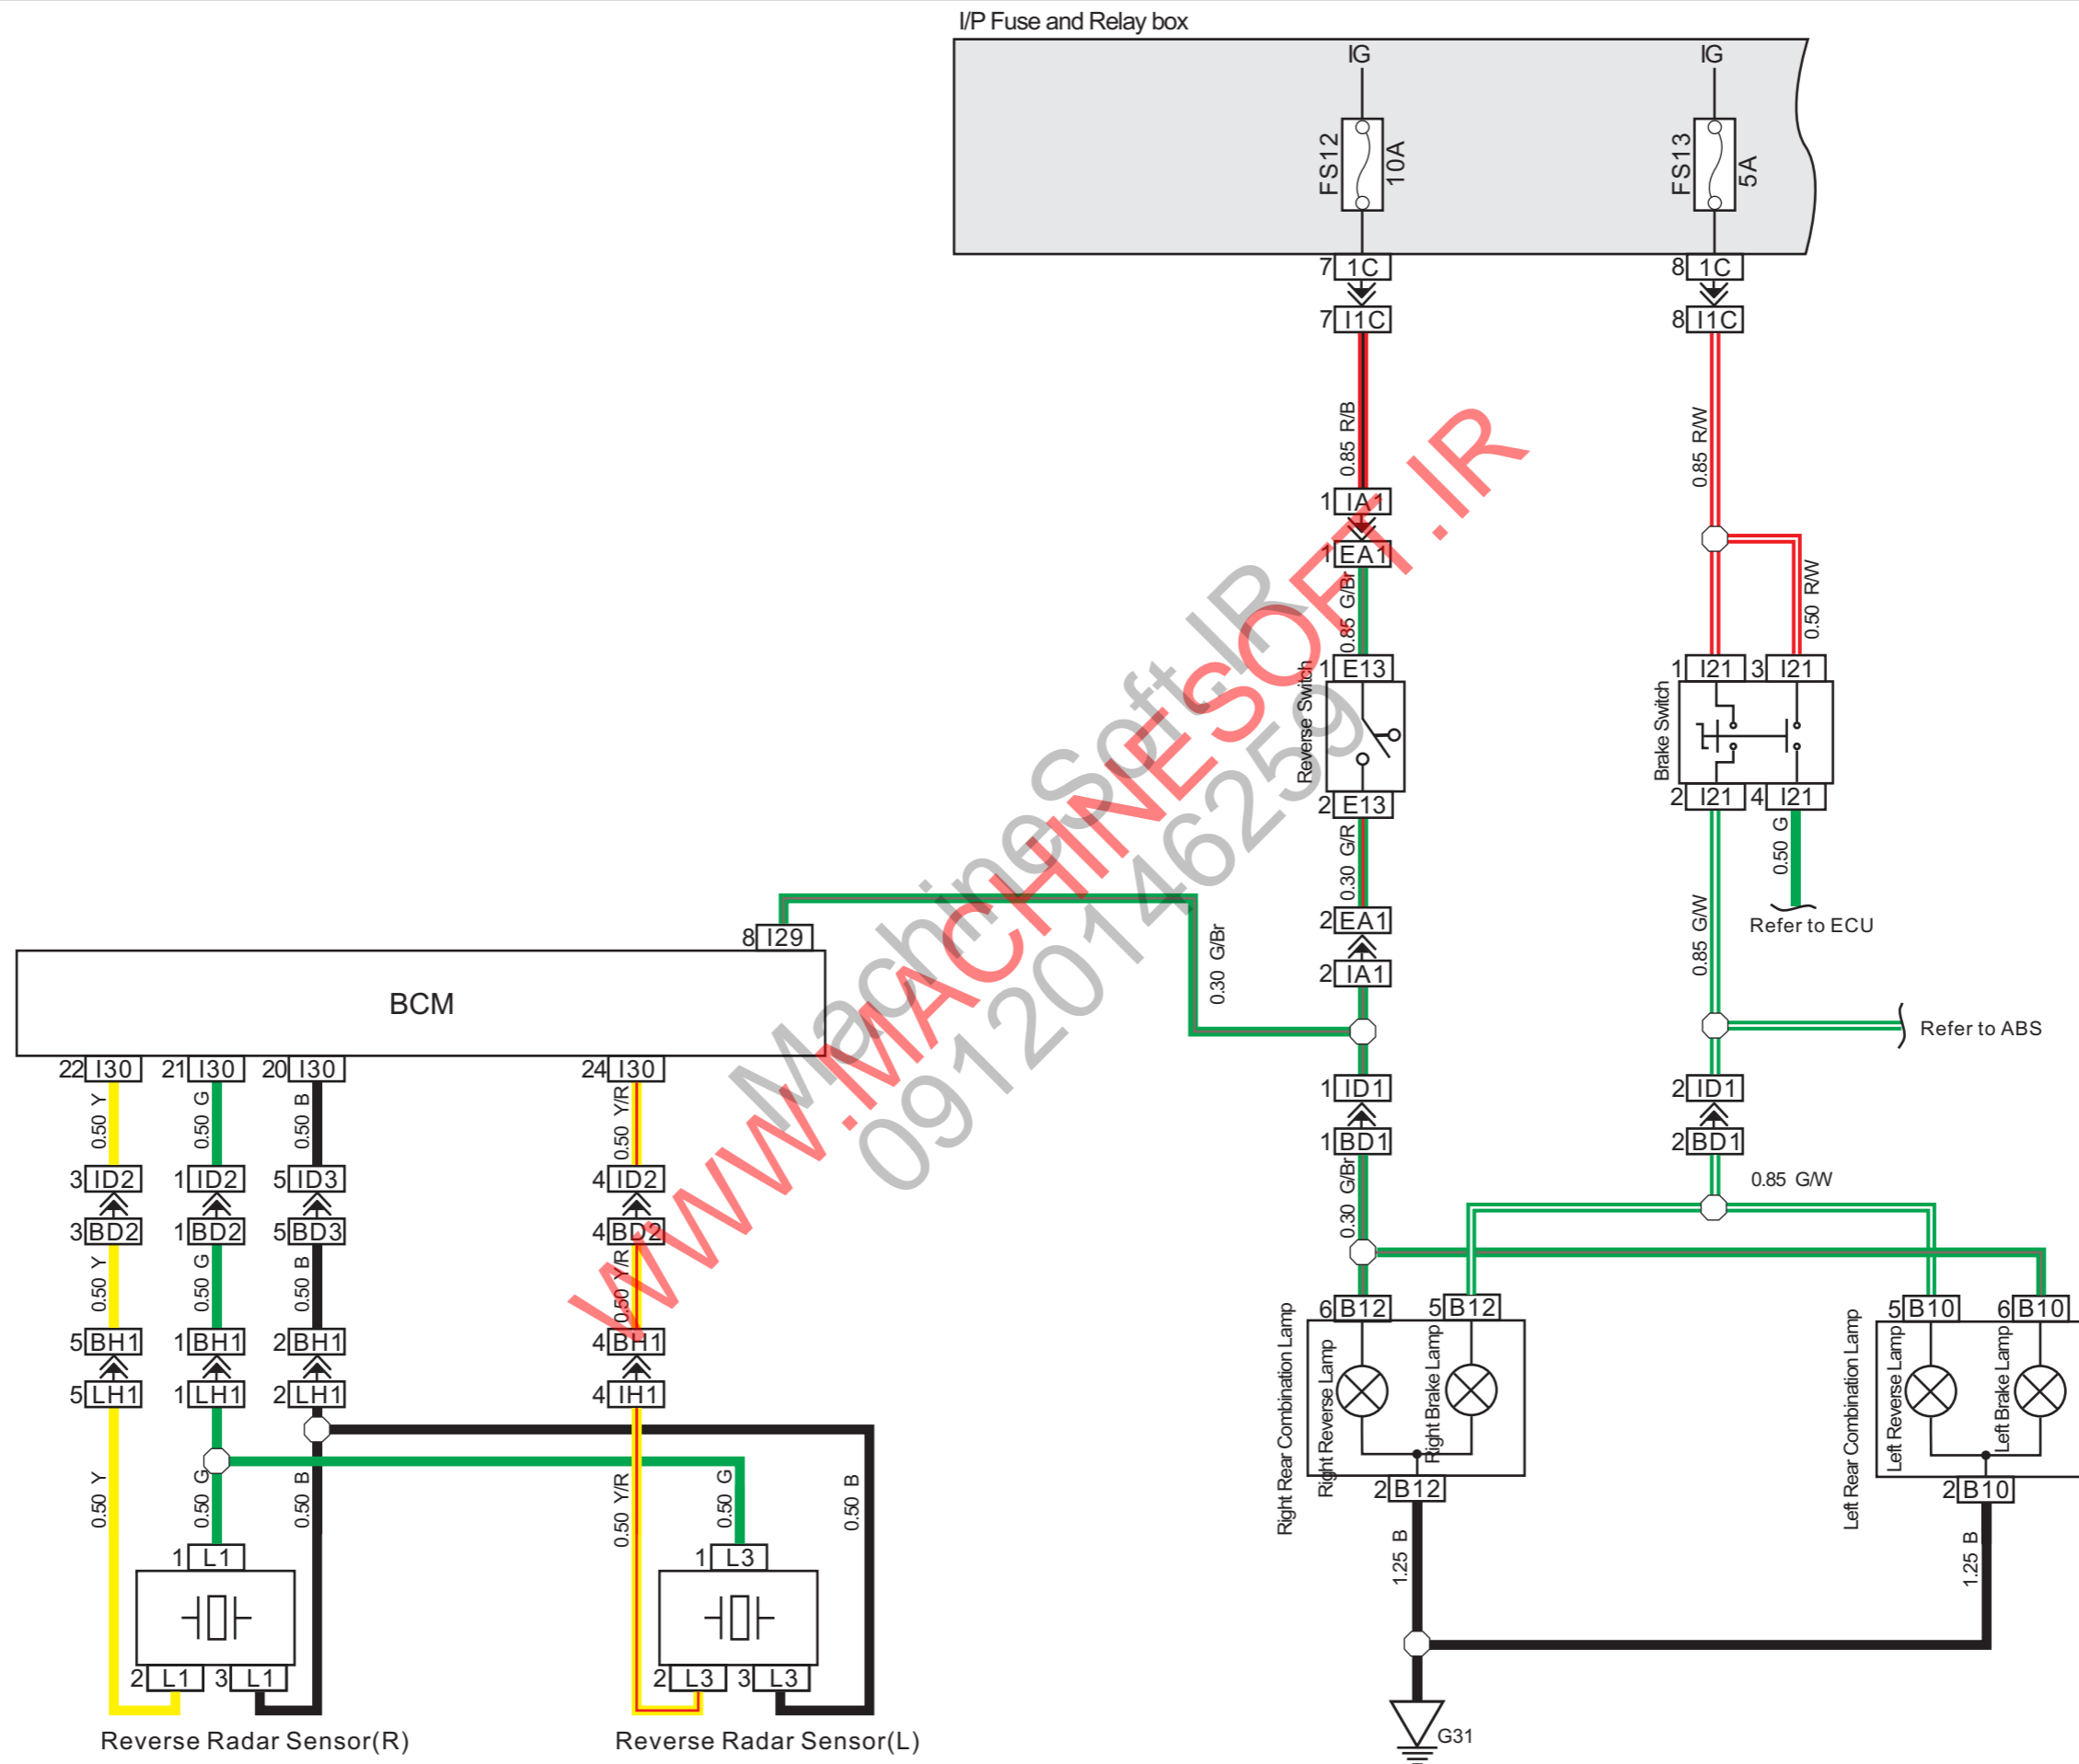 I/P Fuse and Relay box
IG
IG
FS12
10A
FS13
5A
7 1C
8 1C
7 I1C
8 I1C
0.85 R/B
0.85 R/W
1 IA1
1 EA1
0.85 G/Br
0.50 R/W
1 E13
1 I21
3 I21
Reverse Switch
Brake Switch
2 E13
2 I21
4 I21
0.30 G/R
0.50 G
2 EA1
Refer to ECU
8 I29
0.30 G/Br
0.85 G/W
2 IA1
BCM
Refer to ABS
22 I30
21 I30
20 I30
24 I30
1 ID1
2 ID1
0.50 Y
0.50 G
0.50 B
0.50 Y/R
1 BD1
2 BD1
3 ID2
1 ID2
5 ID3
4 ID2
0.30 G/Br
0.85 G/W
3 BD2
1 BD2
5 BD3
4 BD2
0.50 Y
0.50 G
0.50 B
0.50 Y/R
6 B12
5 B12
5 B10
6 B10
5 BH1
1 BH1
2 BH1
4 BH1
5 LH1
1 LH1
2 LH1
4 IH1
Right Rear Combination Lamp
Right Reverse Lamp
Right Brake Lamp
Left Rear Combination Lamp
Left Reverse Lamp
Left Brake Lamp
0.50 Y
0.50 G
0.50 B
0.50 Y/R
0.50 G
0.50 B
2 B12
2 B10
1 L1
1 L3
1.25 B
1.25 B
2 L1
3 L1
2 L3
3 L3
Reverse Radar Sensor(R)
Reverse Radar Sensor(L)
G31
MachineSoft.IR
WWW.MACHINESOFT.IR
09120146259